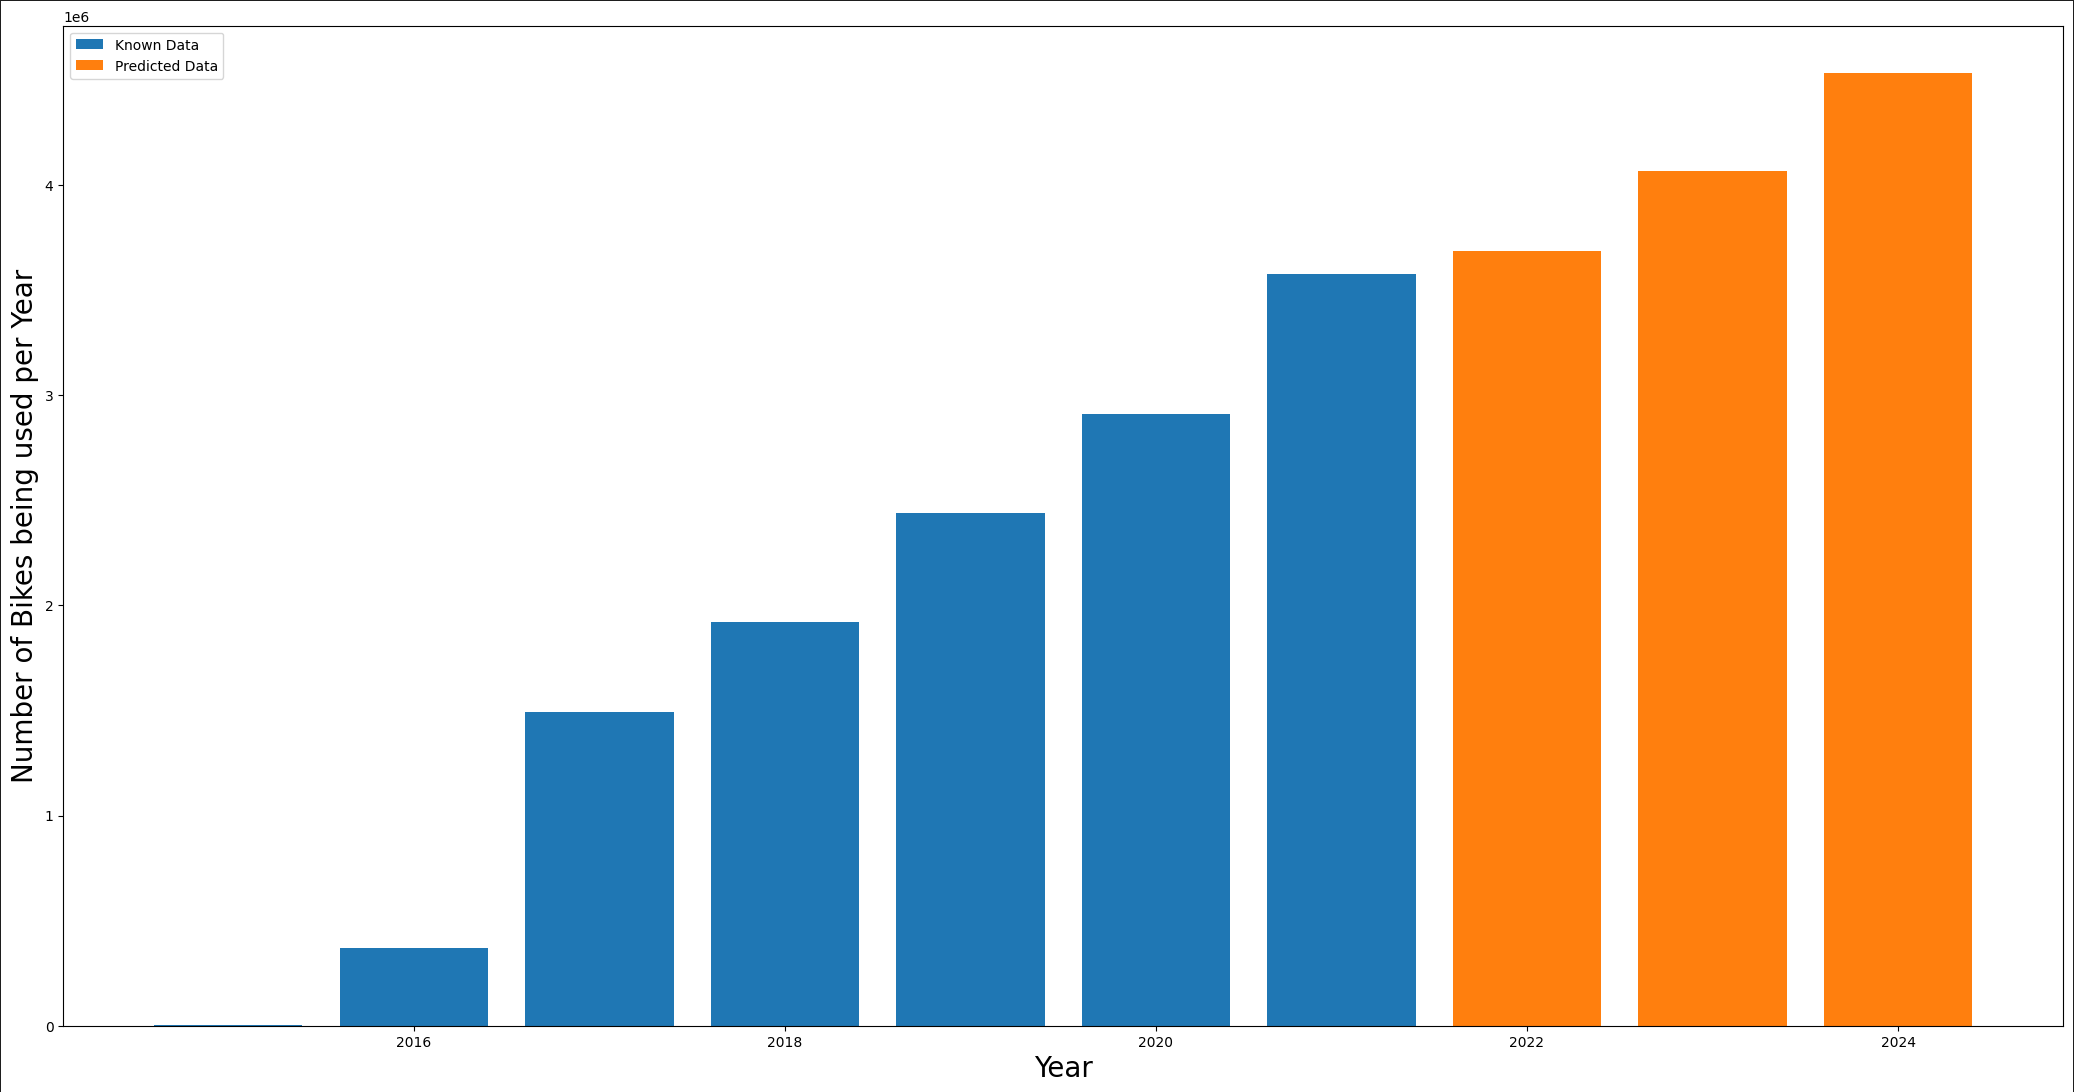 1e6
Known Data
Predicted Data
4
3
2
1
0
Number of Bikes being used per Year
2016 2018 2020 2022 2024
Year